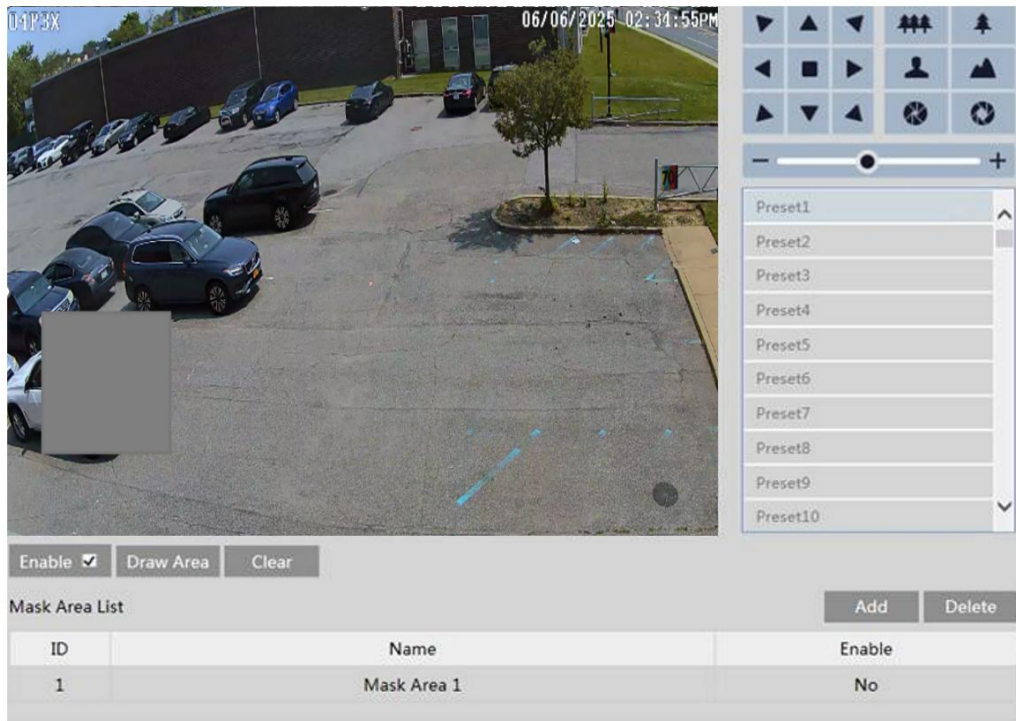 04P3X
06/06/2025 02:34:55PM
Preset1
Preset2
Preset3
Preset4
Preset5
Preset6
Preset7
Preset8
Preset9
Preset10
Enable Draw Area Clear
Mask Area List
Add Delete
ID Name Enable
1 Mask Area 1 No